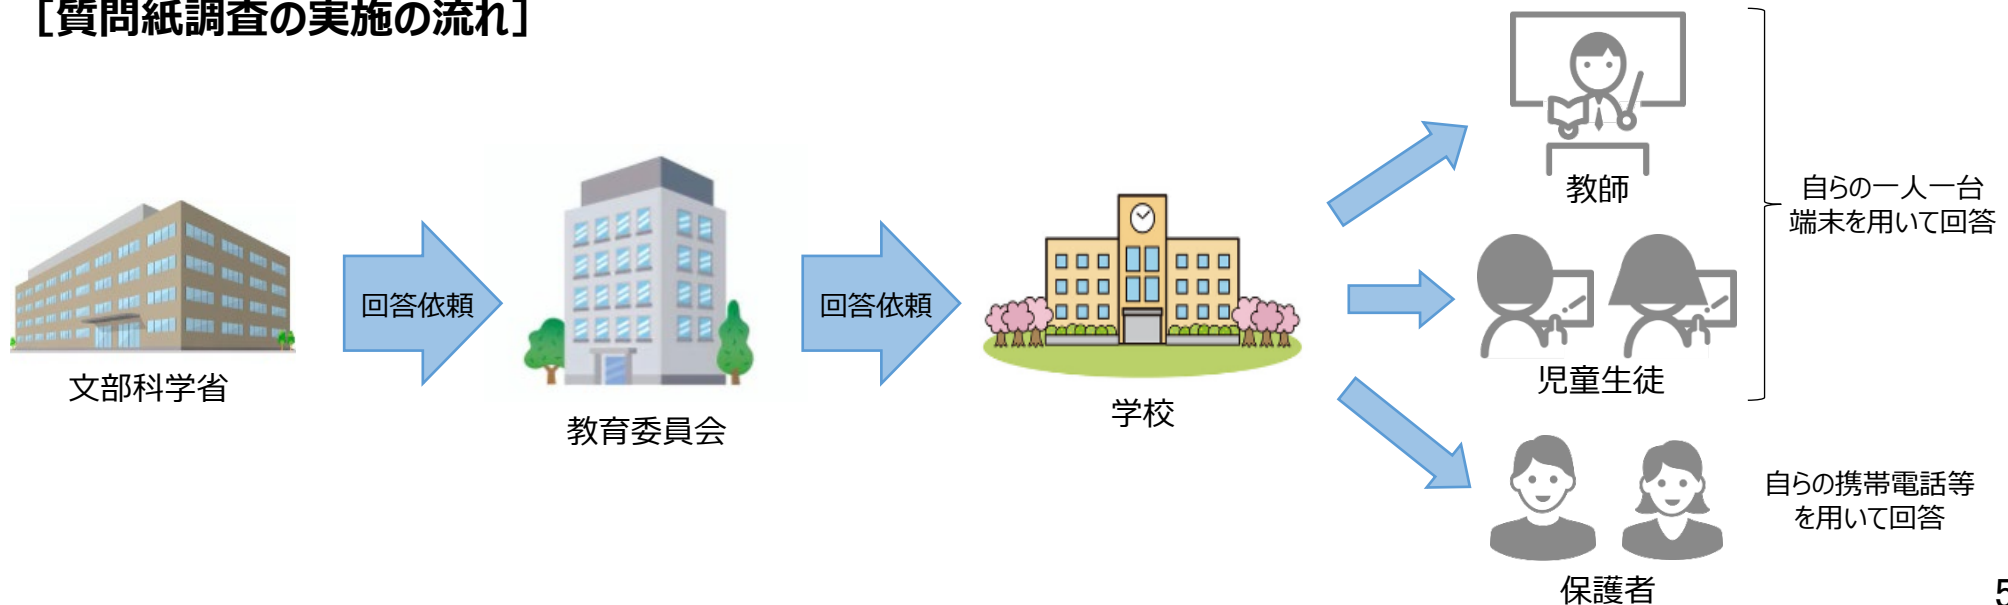 [質問紙調査の実施の流れ]
文部科学省
回答依頼
教育委員会
回答依頼
学校
教師
児童生徒
自らの一人一台
端末を用いて回答
保護者
自らの携帯電話等
を用いて回答
5